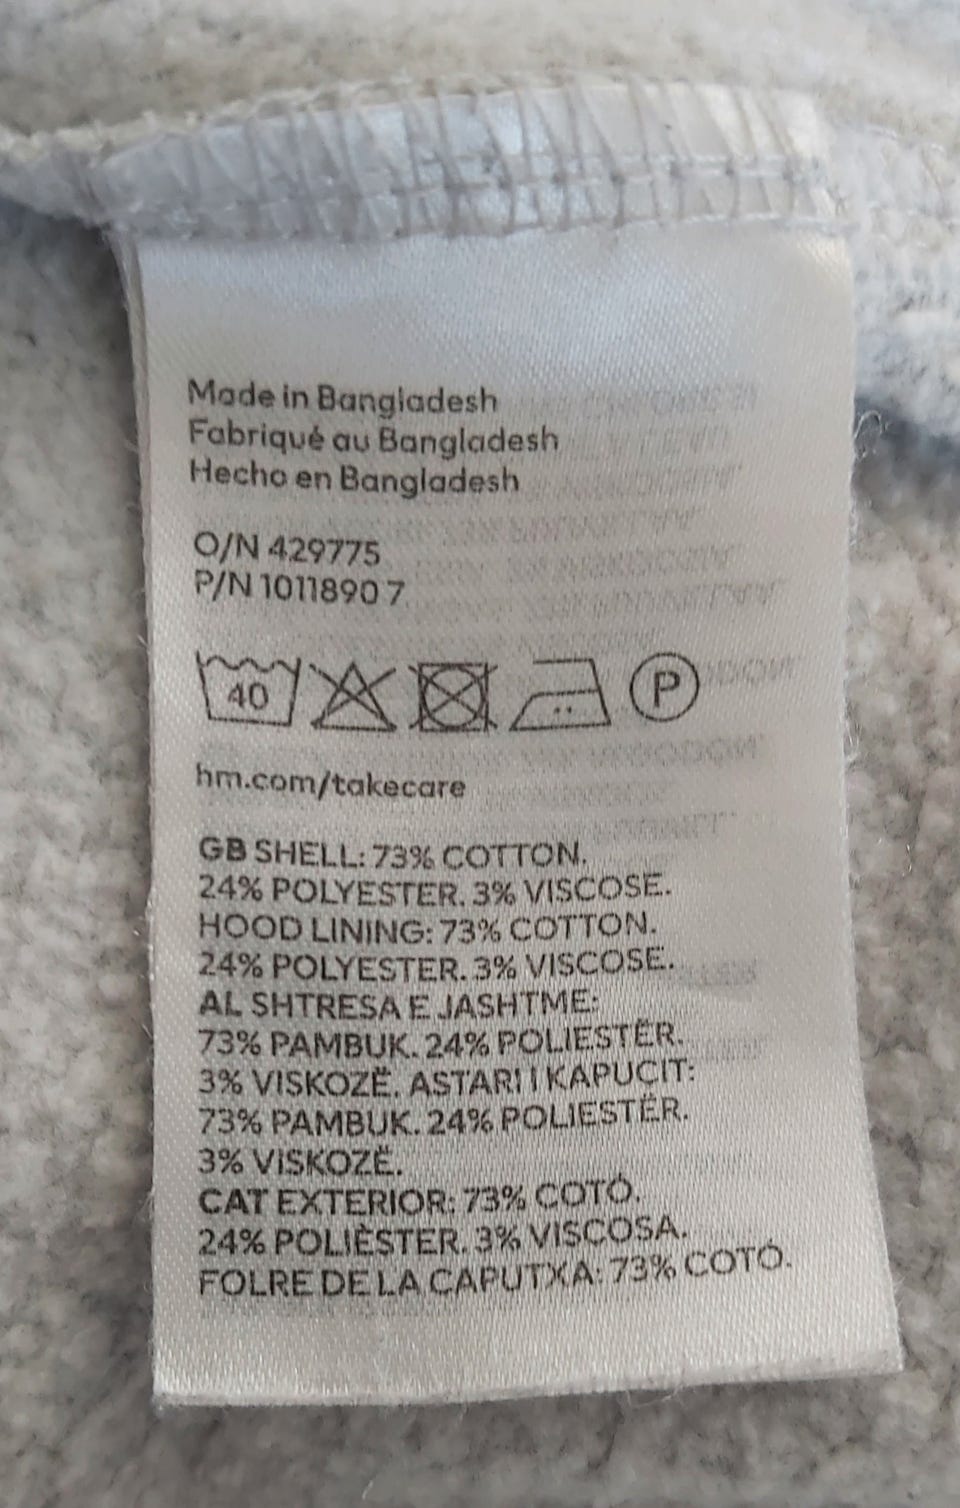 Made in Bangladesh
Fabriqué au Bangladesh
Hecho en Bangladesh
O/N 429775
P/N 1011890 7
40 P
hm.com/takecare
GB SHELL: 73% COTTON.
24% POLYESTER. 3% VISCOSE.
HOOD LINING: 73% COTTON.
24% POLYESTER. 3% VISCOSE.
AL SHTRESA E JASHTME:
73% PAMBUK. 24% POLIESTËR.
3% VISKOZË. ASTARI I KAPUÇIT:
73% PAMBUK. 24% POLIESTËR.
3% VISKOZË.
CAT EXTERIOR: 73% COTÓ.
24% POLIÈSTER. 3% VISCOSA.
FOLRE DE LA CAPUTXA: 73% COTÓ.